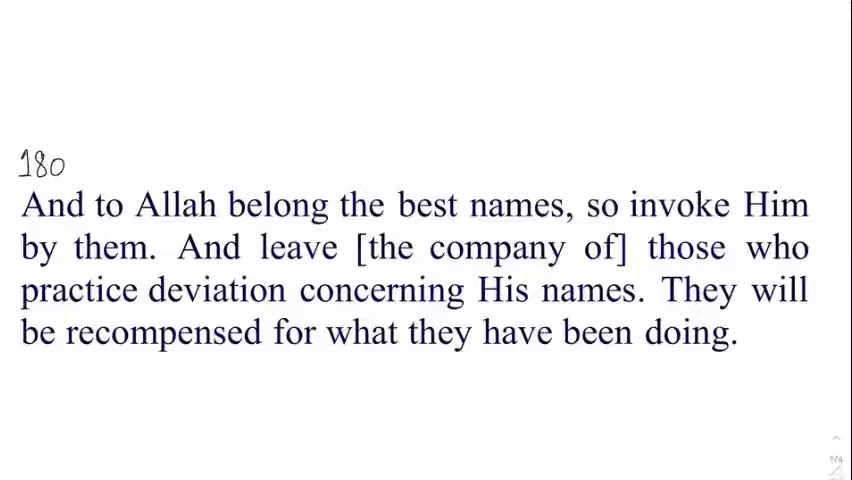 180
And to Allah belong the best names, so invoke Him
by them. And leave [the company of] those who
practice deviation concerning His names. They will
be recompensed for what they have been doing.
174